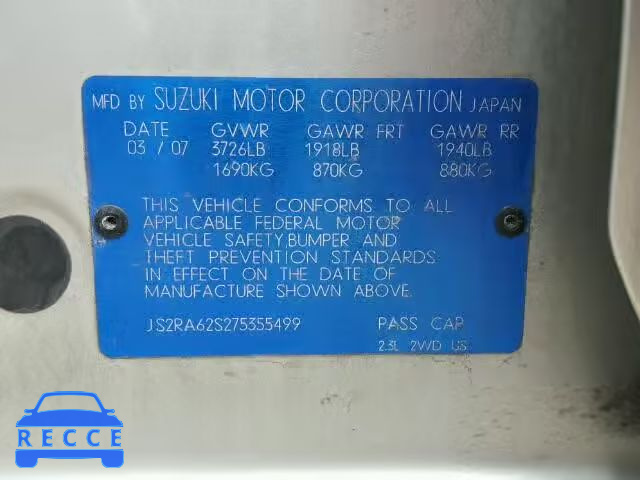 MFD BY SUZUKI MOTOR CORPORATION JAPAN
DATE GVWR GAWR FRT GAWR RR
03 / 07 3726LB 1918LB 1940LB
1690KG 870KG 880KG
THIS VEHICLE CONFORMS TO ALL
APPLICABLE FEDERAL MOTOR
VEHICLE SAFETY,BUMPER AND
THEFT PREVENTION STANDARDS
IN EFFECT ON THE DATE OF
MANUFACTURE SHOWN ABOVE.
JS2RA62S275355499 PASS CAR
2.3L 2WD US
RECCE